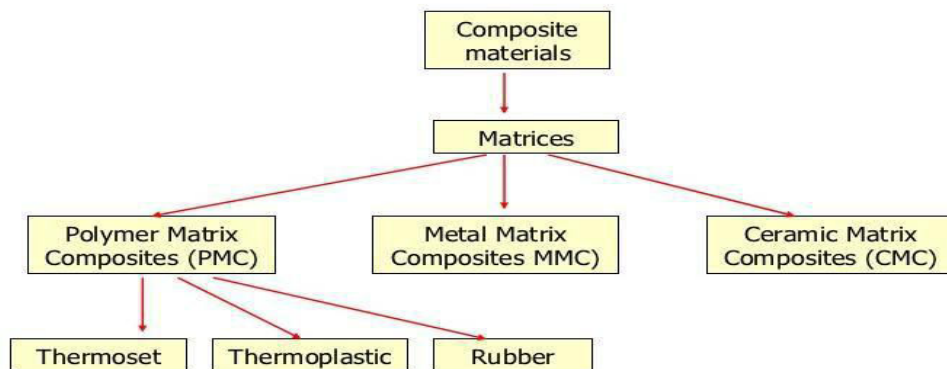 Composite
materials
Matrices
Polymer Matrix
Composites (PMC)
Metal Matrix
Composites MMC)
Ceramic Matrix
Composites (CMC)
Thermoset
Thermoplastic
Rubber